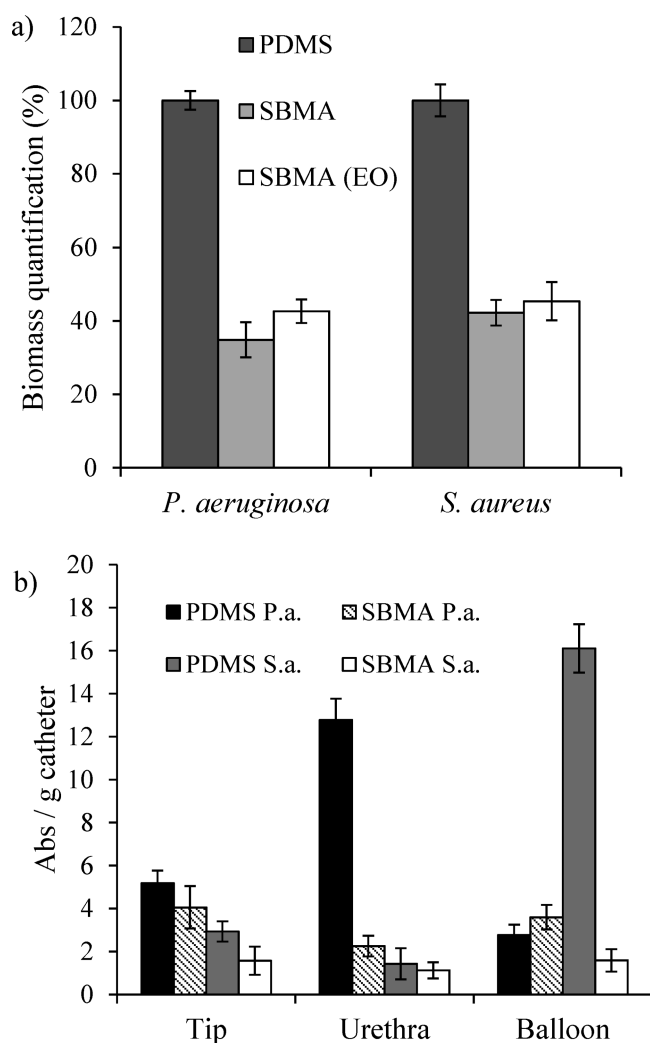 a)
Biomass quantification (%)
120
100
80
60
40
20
0
PDMS
SBMA
SBMA (EO)
P. aeruginosa S. aureus
b)
Abs / g catheter
20
18
16
14
12
10
8
6
4
2
0
PDMS P.a. SBMA P.a.
PDMS S.a. SBMA S.a.
Tip Urethra Balloon